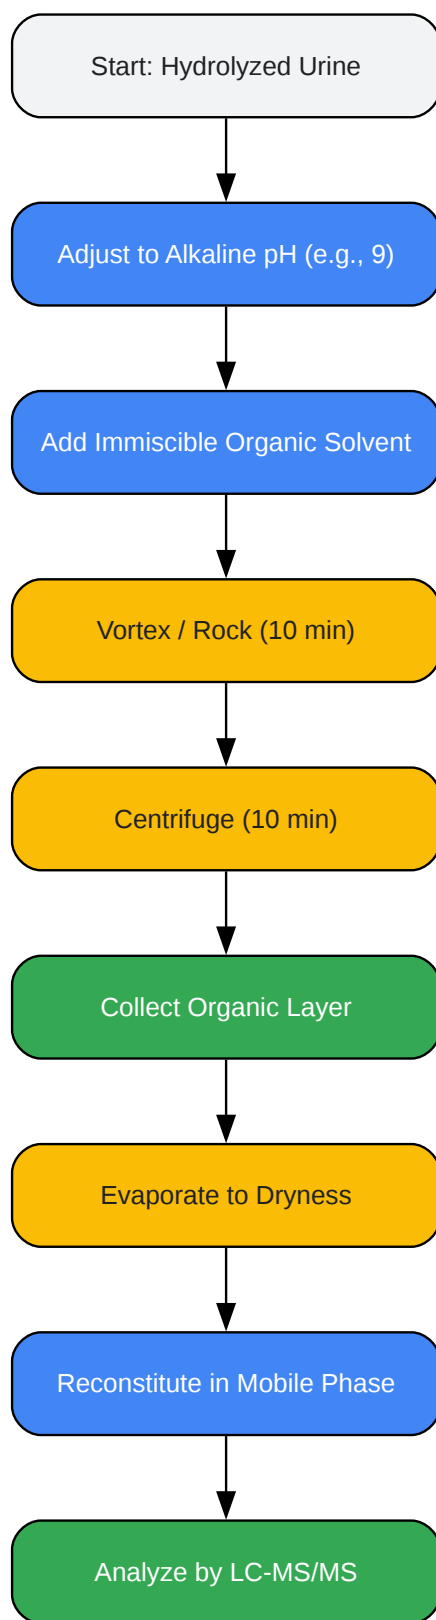 Start: Hydrolyzed Urine
Adjust to Alkaline pH (e.g., 9)
Add Immiscible Organic Solvent
Vortex / Rock (10 min)
Centrifuge (10 min)
Collect Organic Layer
Evaporate to Dryness
Reconstitute in Mobile Phase
Analyze by LC-MS/MS